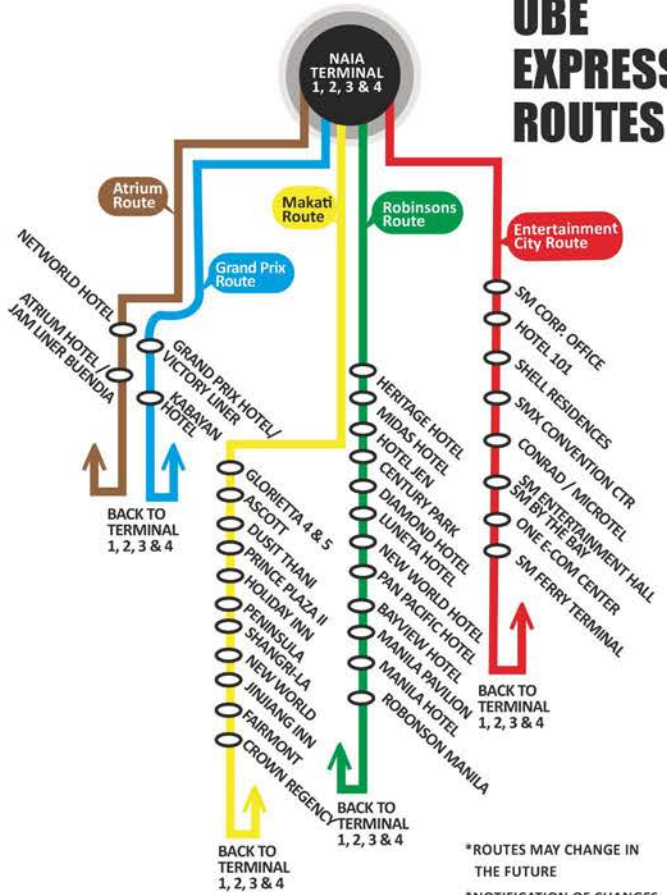 UBE
EXPRESS
ROUTES
NAIA
TERMINAL
1, 2, 3 & 4
Atrium
Route
Grand Prix
Route
Makati
Route
Robinsons
Route
Entertainment
City Route
NETWORLD HOTEL
ATRIUM HOTEL /
JAM LINER BUENDIA
BACK TO
TERMINAL
1, 2, 3 & 4
GRAND PRIX HOTEL/
VICTORY LINER
KABAYAN
HOTEL
GLORIETTA 4 & 5
ASCOTT
DUSIT THANI
PRINCE PLAZA II
HOLIDAY INN
PENINSULA
SHANGRI-LA
NEW WORLD
JINJIANG INN
FAIRMONT
CROWN REGENCY
BACK TO
TERMINAL
1, 2, 3 & 4
HERITAGE HOTEL
MIDAS HOTEL
HOTEL JEN
CENTURY PARK
DIAMOND HOTEL
LUNETA HOTEL
NEW WORLD HOTEL
PAN PACIFIC HOTEL
BAYVIEW HOTEL
MANILA PAVILION
MANILA HOTEL
ROBONSON MANILA
BACK TO
TERMINAL
1, 2, 3 & 4
SM CORP. OFFICE
HOTEL 101
SHELL RESIDENCES
SMX CONVENTION CTR
CONRAD / MICROTEL
SM ENTERTAINMENT HALL
SM BY THE BAY
ONE E-COM CENTER
SM FERRY TERMINAL
BACK TO
TERMINAL
1, 2, 3 & 4
*ROUTES MAY CHANGE IN
THE FUTURE
*NOTIFICATION OF CHANGES